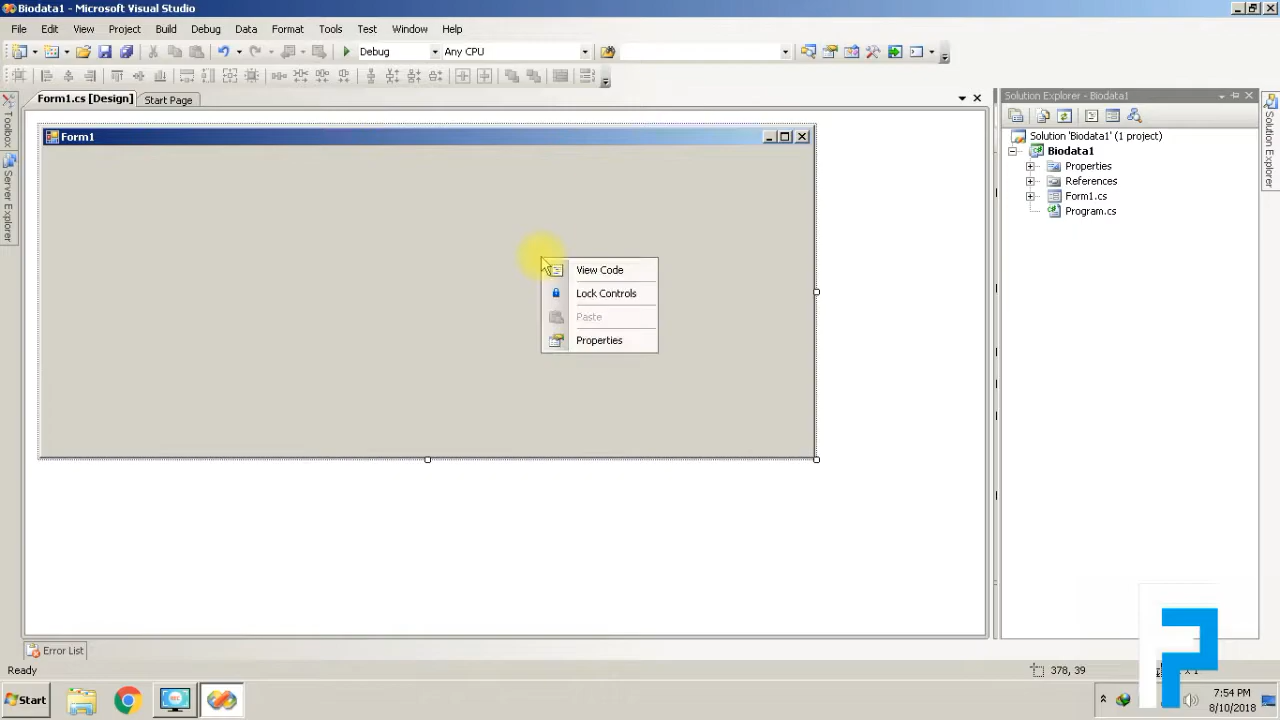 Biodata1 - Microsoft Visual Studio
File Edit View Project Build Debug Data Format Tools Test Window Help
Debug Any CPU
Form1.cs [Design] Start Page
Solution Explorer - Biodata1
Toolbox
Server Explorer
Form1
Solution 'Biodata1' (1 project)
Biodata1
Properties
References
Form1.cs
Program.cs
Solution Explorer
View Code
Lock Controls
Paste
Properties
Error List
Ready
378, 39
Start
7:54 PM
8/10/2018